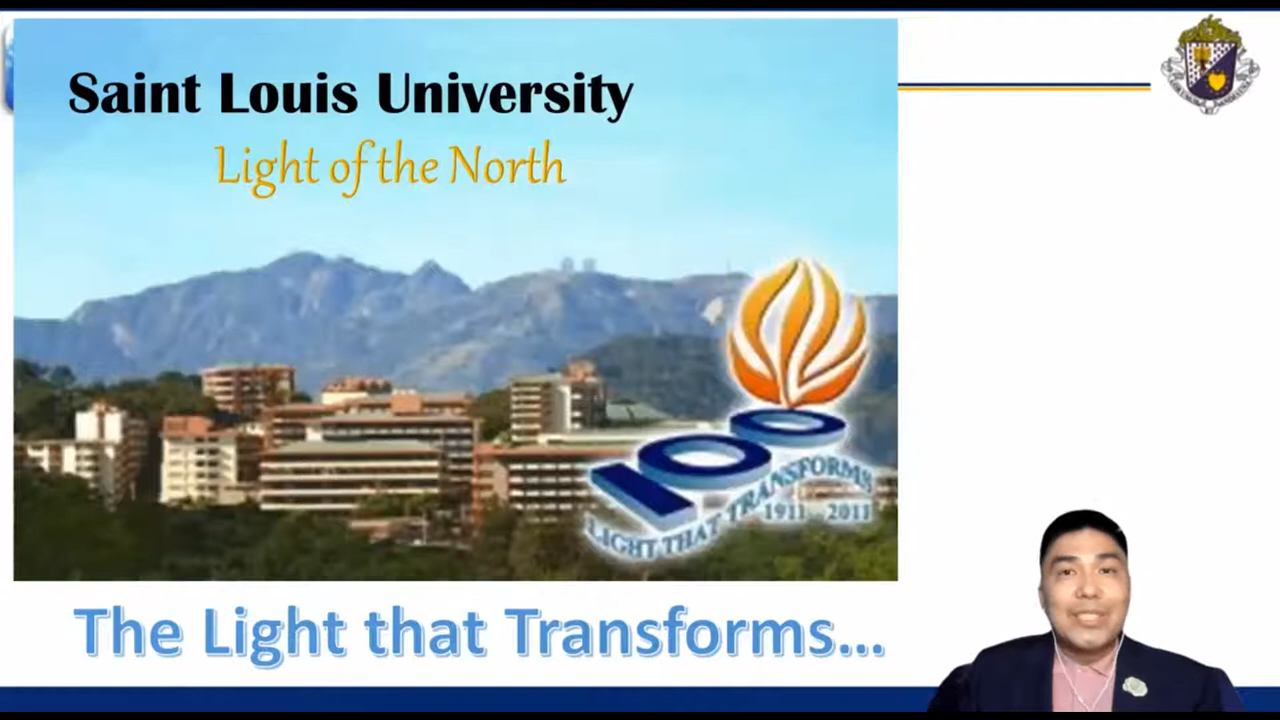 Saint Louis University
Light of the North
100
LIGHT THAT TRANSFORMS
1911 - 2011
The Light that Transforms...